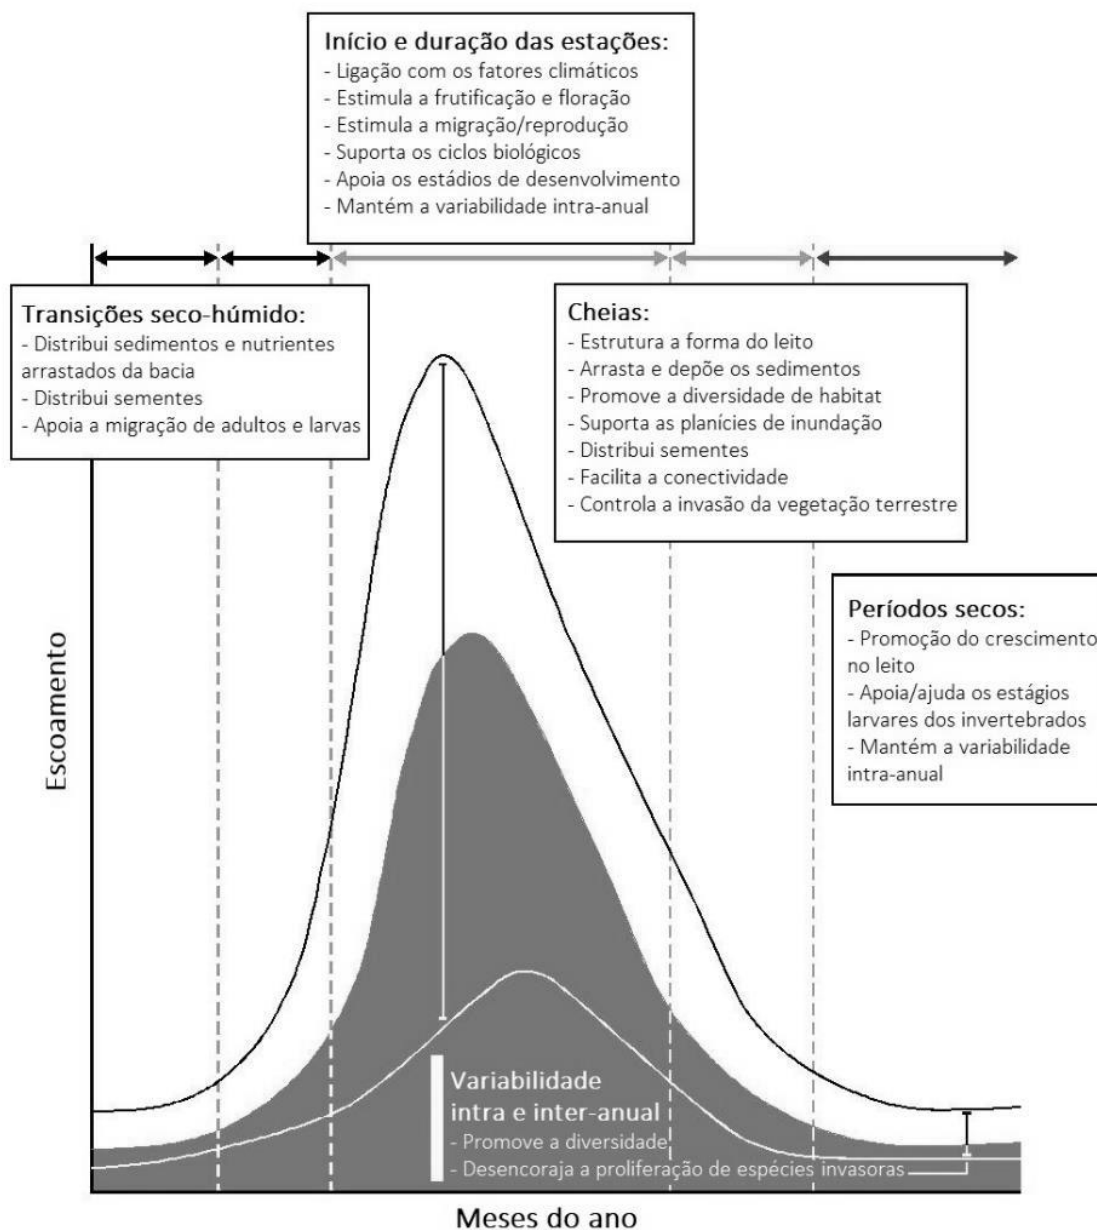 Início e duração das estações:
- Ligação com os fatores climáticos
- Estimula a frutificação e floração
- Estimula a migração/reprodução
- Suporta os ciclos biológicos
- Apoia os estádios de desenvolvimento
- Mantém a variabilidade intra-anual
Transições seco-húmido:
- Distribui sedimentos e nutrientes
arrastados da bacia
- Distribui sementes
- Apoia a migração de adultos e larvas
Cheias:
- Estrutura a forma do leito
- Arrasta e depõe os sedimentos
- Promove a diversidade de habitat
- Suporta as planícies de inundação
- Distribui sementes
- Facilita a conectividade
- Controla a invasão da vegetação terrestre
Períodos secos:
- Promoção do crescimento
no leito
- Apoia/ajuda os estágios
larvares dos invertebrados
- Mantém a variabilidade
intra-anual
Escoamento
Variabilidade
intra e inter-anual
- Promove a diversidade
- Desencoraja a proliferação de espécies invasoras
Meses do ano